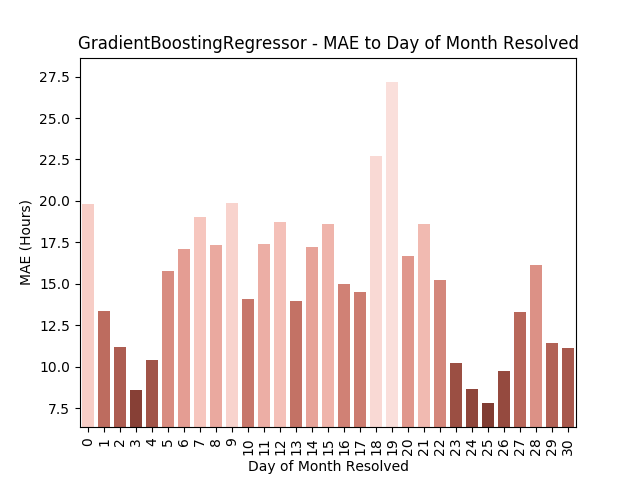 GradientBoostingRegressor - MAE to Day of Month Resolved
27.5
25.0
22.5
20.0
17.5
15.0
12.5
10.0
7.5
MAE (Hours)
0 1 2 3 4 5 6 7 8 9 10 11 12 13 14 15 16 17 18 19 20 21 22 23 24 25 26 27 28 29 30
Day of Month Resolved